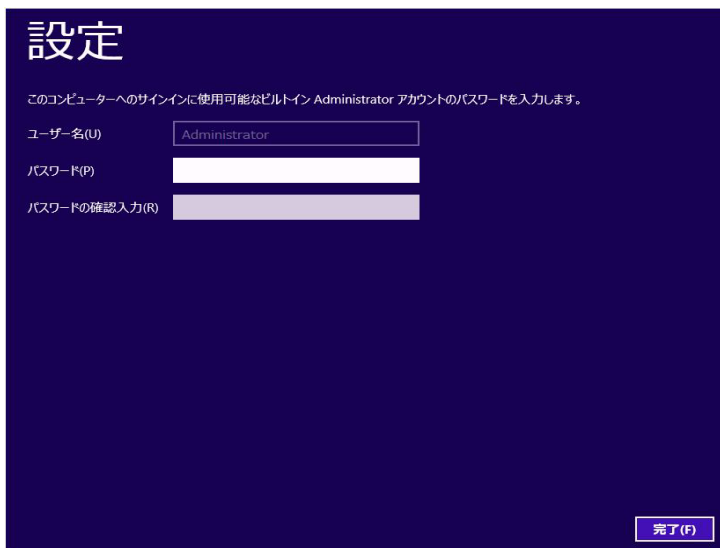 設定
このコンピューターへのサインインに使用可能なビルトイン Administrator アカウントのパスワードを入力します。
ユーザー名(U)
Administrator
パスワード(P)
パスワードの確認入力(R)
完了(F)